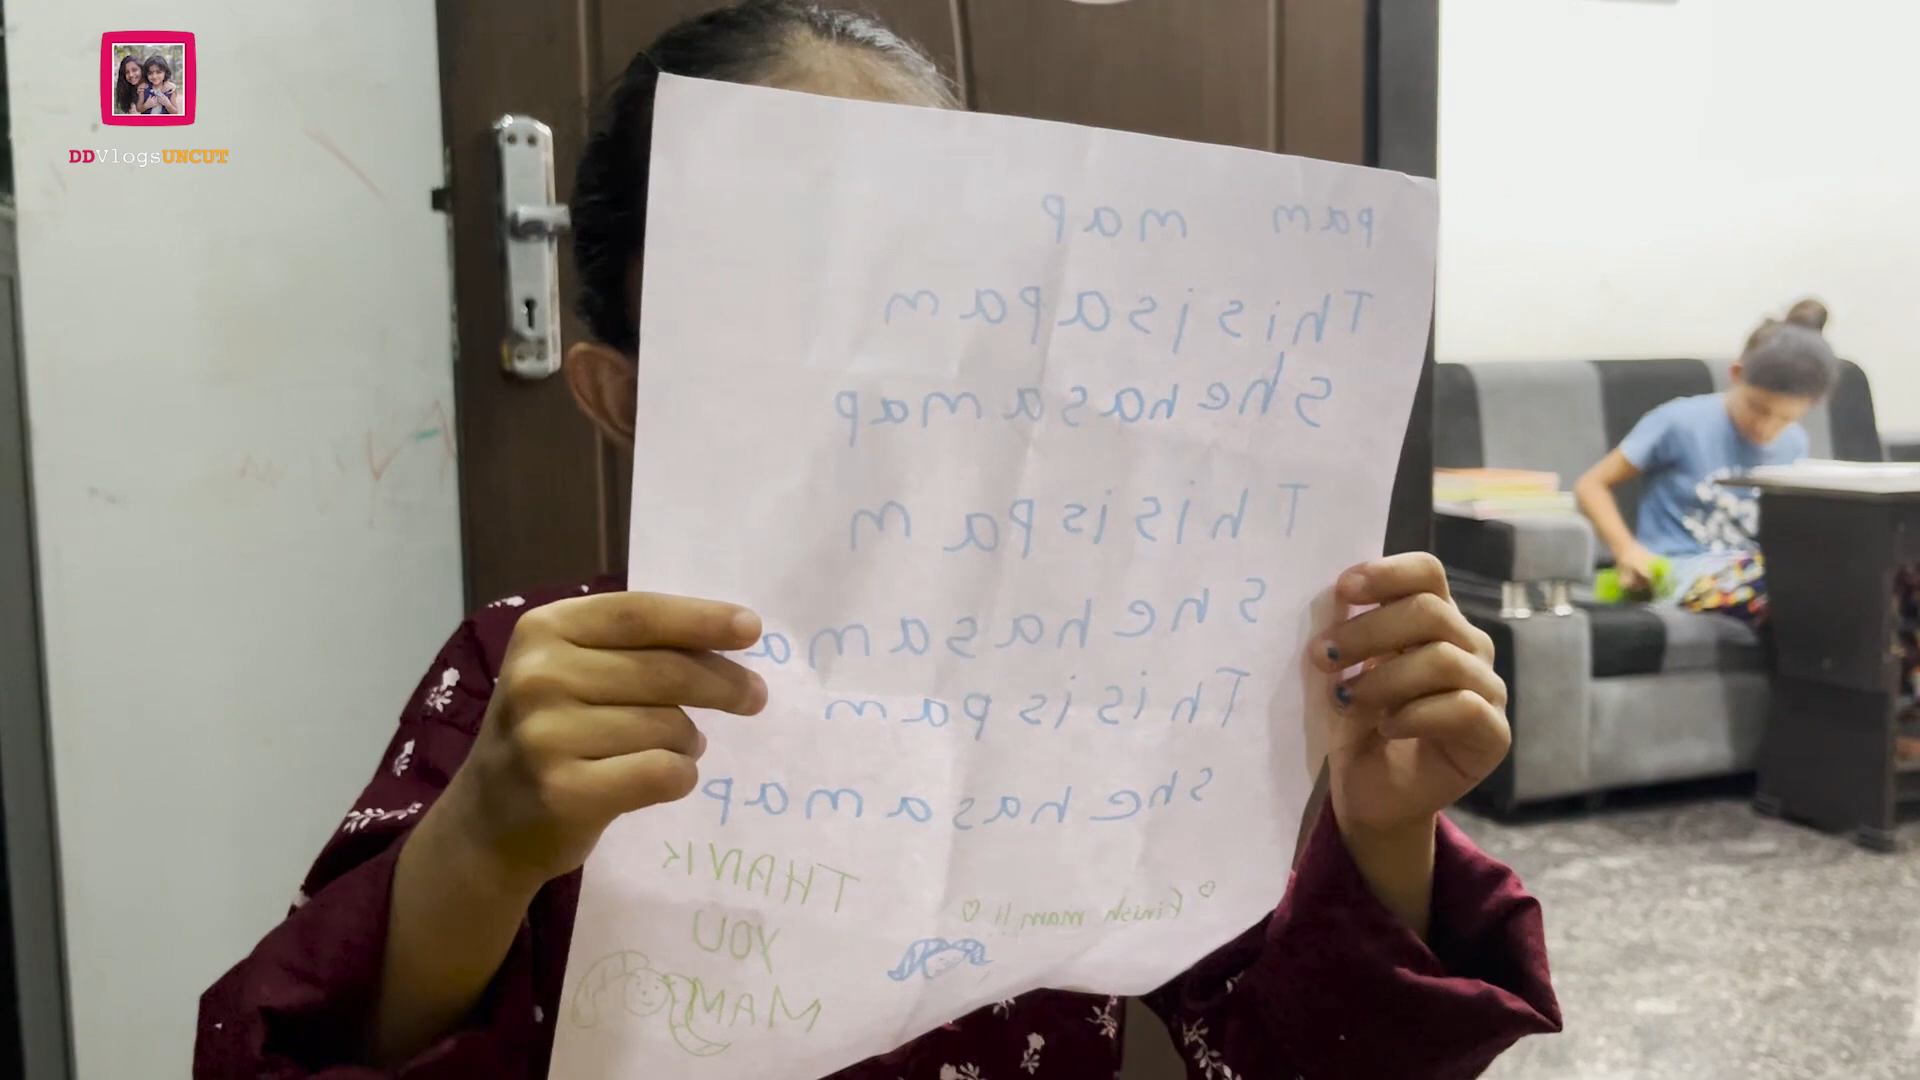 DDVlogsUNCUT
pam map
This is a pam
she has a map
This is pam
she has a ma
This is pam
she has a map
finish mam!!
THANK
YOU
MAM